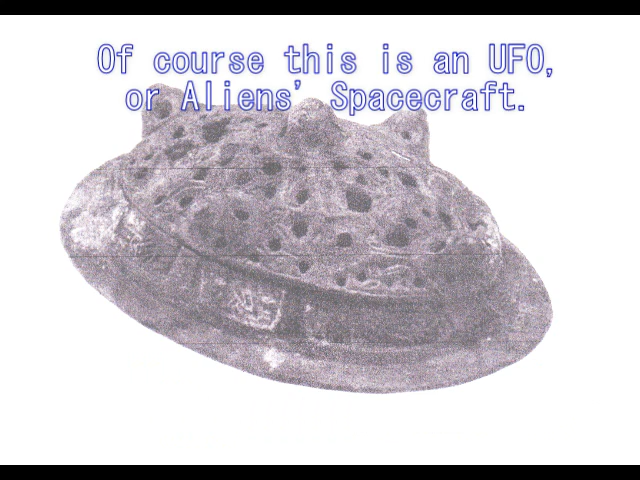 Of course this is an UFO,
or Aliens' Spacecraft.